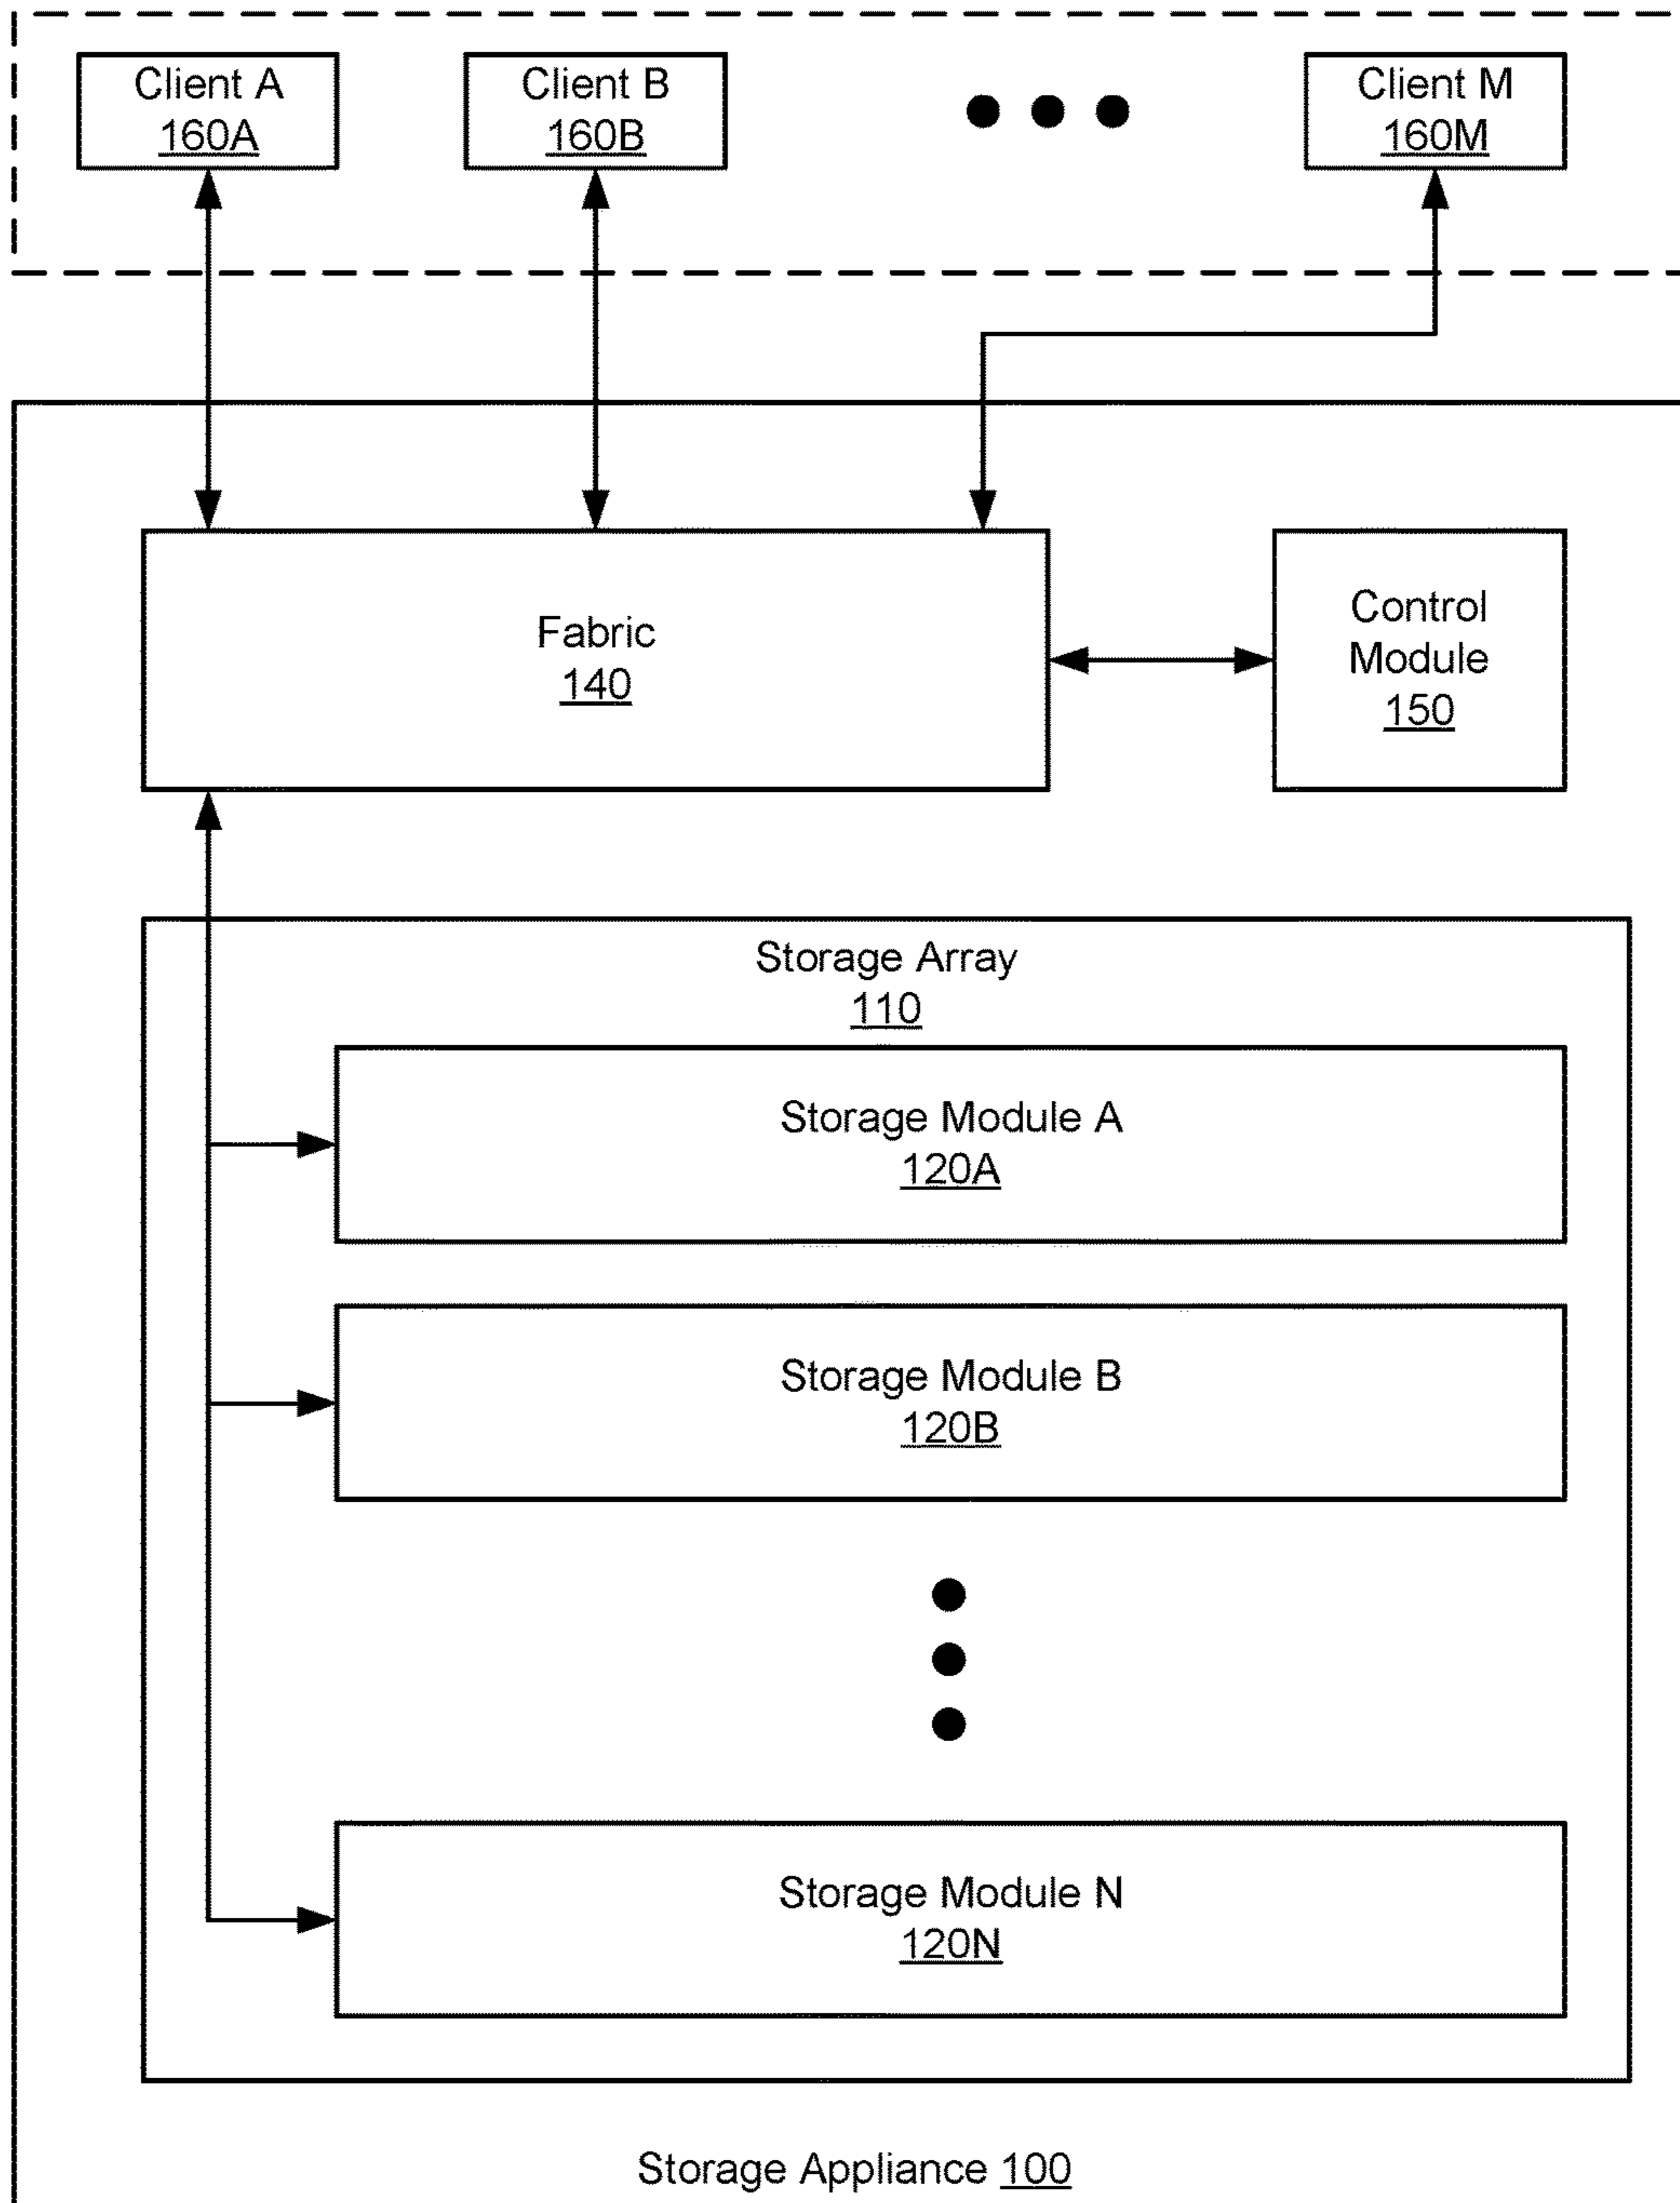 Client A
160A
Client B
160B
Client M
160M
Fabric
140
Control
Module
150
Storage Array
110
Storage Module A
120A
Storage Module B
120B
Storage Module N
120N
Storage Appliance 100